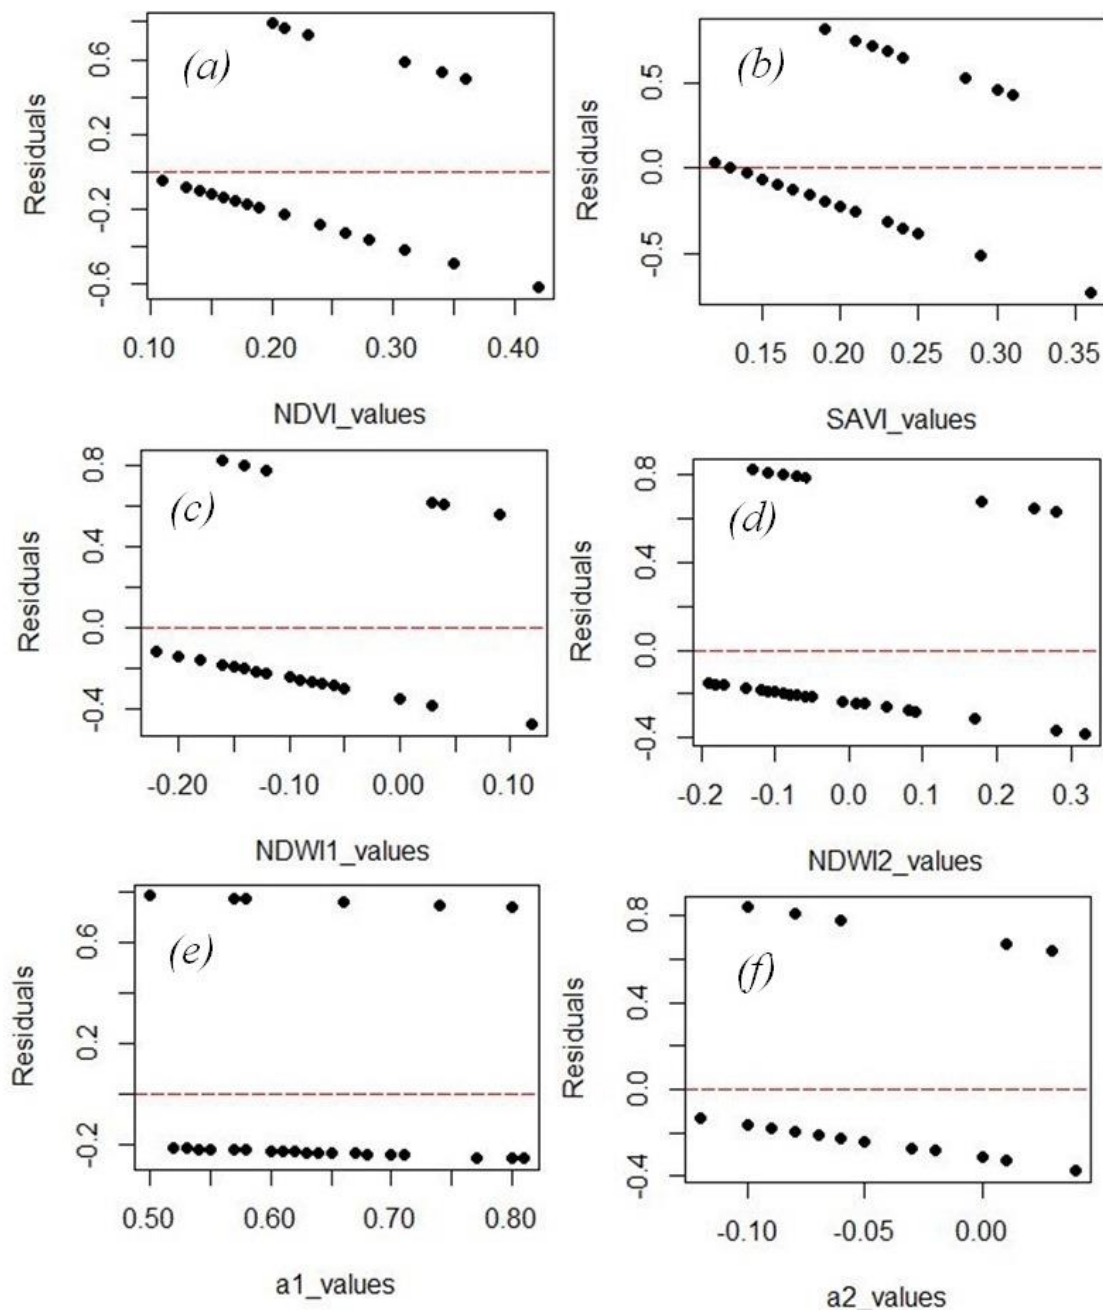 (a)
Residuals
0.6
0.2
-0.2
-0.6
0.10 0.20 0.30 0.40
NDVI_values
(b)
Residuals
0.5
0.0
-0.5
0.15 0.20 0.25 0.30 0.35
SAVI_values
(c)
Residuals
0.8
0.4
0.0
-0.4
-0.20 -0.10 0.00 0.10
NDWI1_values
(d)
Residuals
0.8
0.4
0.0
-0.4
-0.2 -0.1 0.0 0.1 0.2 0.3
NDWI2_values
(e)
Residuals
0.6
0.2
-0.2
0.50 0.60 0.70 0.80
a1_values
(f)
Residuals
0.8
0.4
0.0
-0.4
-0.10 -0.05 0.00
a2_values